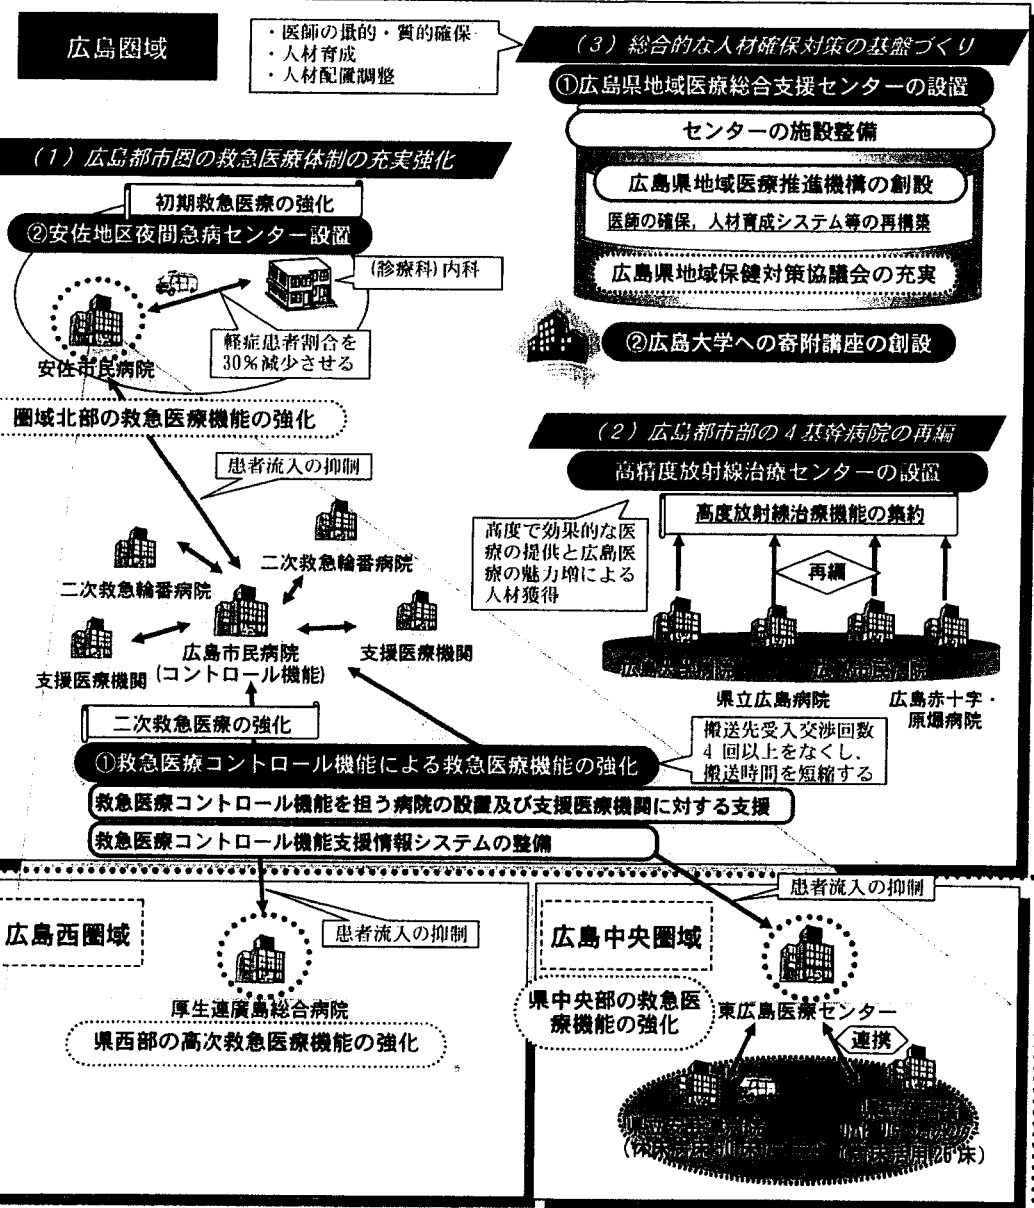 広島圏域
・医師の量的・質的確保
・人材育成
・人材配置調整
(3) 総合的な人材確保対策の基盤づくり
①広島県地域医療総合支援センターの設置
センターの施設整備
広島県地域医療推進機構の創設
医師の確保，人材育成システム等の再構築
広島県地域保健対策協議会の充実
②広島大学への寄附講座の創設
(1) 広島都市圏の救急医療体制の充実強化
初期救急医療の強化
②安佐地区夜間急病センター設置
(診療科) 内科
軽症患者割合を
30%減少させる
安佐市民病院
圏域北部の救急医療機能の強化
患者流入の抑制
二次救急輪番病院
二次救急輪番病院
支援医療機関
広島市民病院
(コントロール機能)
支援医療機関
二次救急医療の強化
①救急医療コントロール機能による救急医療機能の強化
救急医療コントロール機能を担う病院の設置及び支援医療機関に対する支援
救急医療コントロール機能支援情報システムの整備
搬送先受入交渉回数
4 回以上をなくし、
搬送時間を短縮する
(2) 広島都市部の4基幹病院の再編
高精度放射線治療センターの設置
高度放射線治療機能の集約
高度で効果的な医
療の提供と広島医
療の魅力増による
人材獲得
再編
県立広島病院
広島赤十字・
原爆病院
広島西圏域
患者流入の抑制
厚生連廣島総合病院
県西部の高次救急医療機能の強化
広島中央圏域
患者流入の抑制
県中央部の救急医
療機能の強化
東広島医療センター
連携